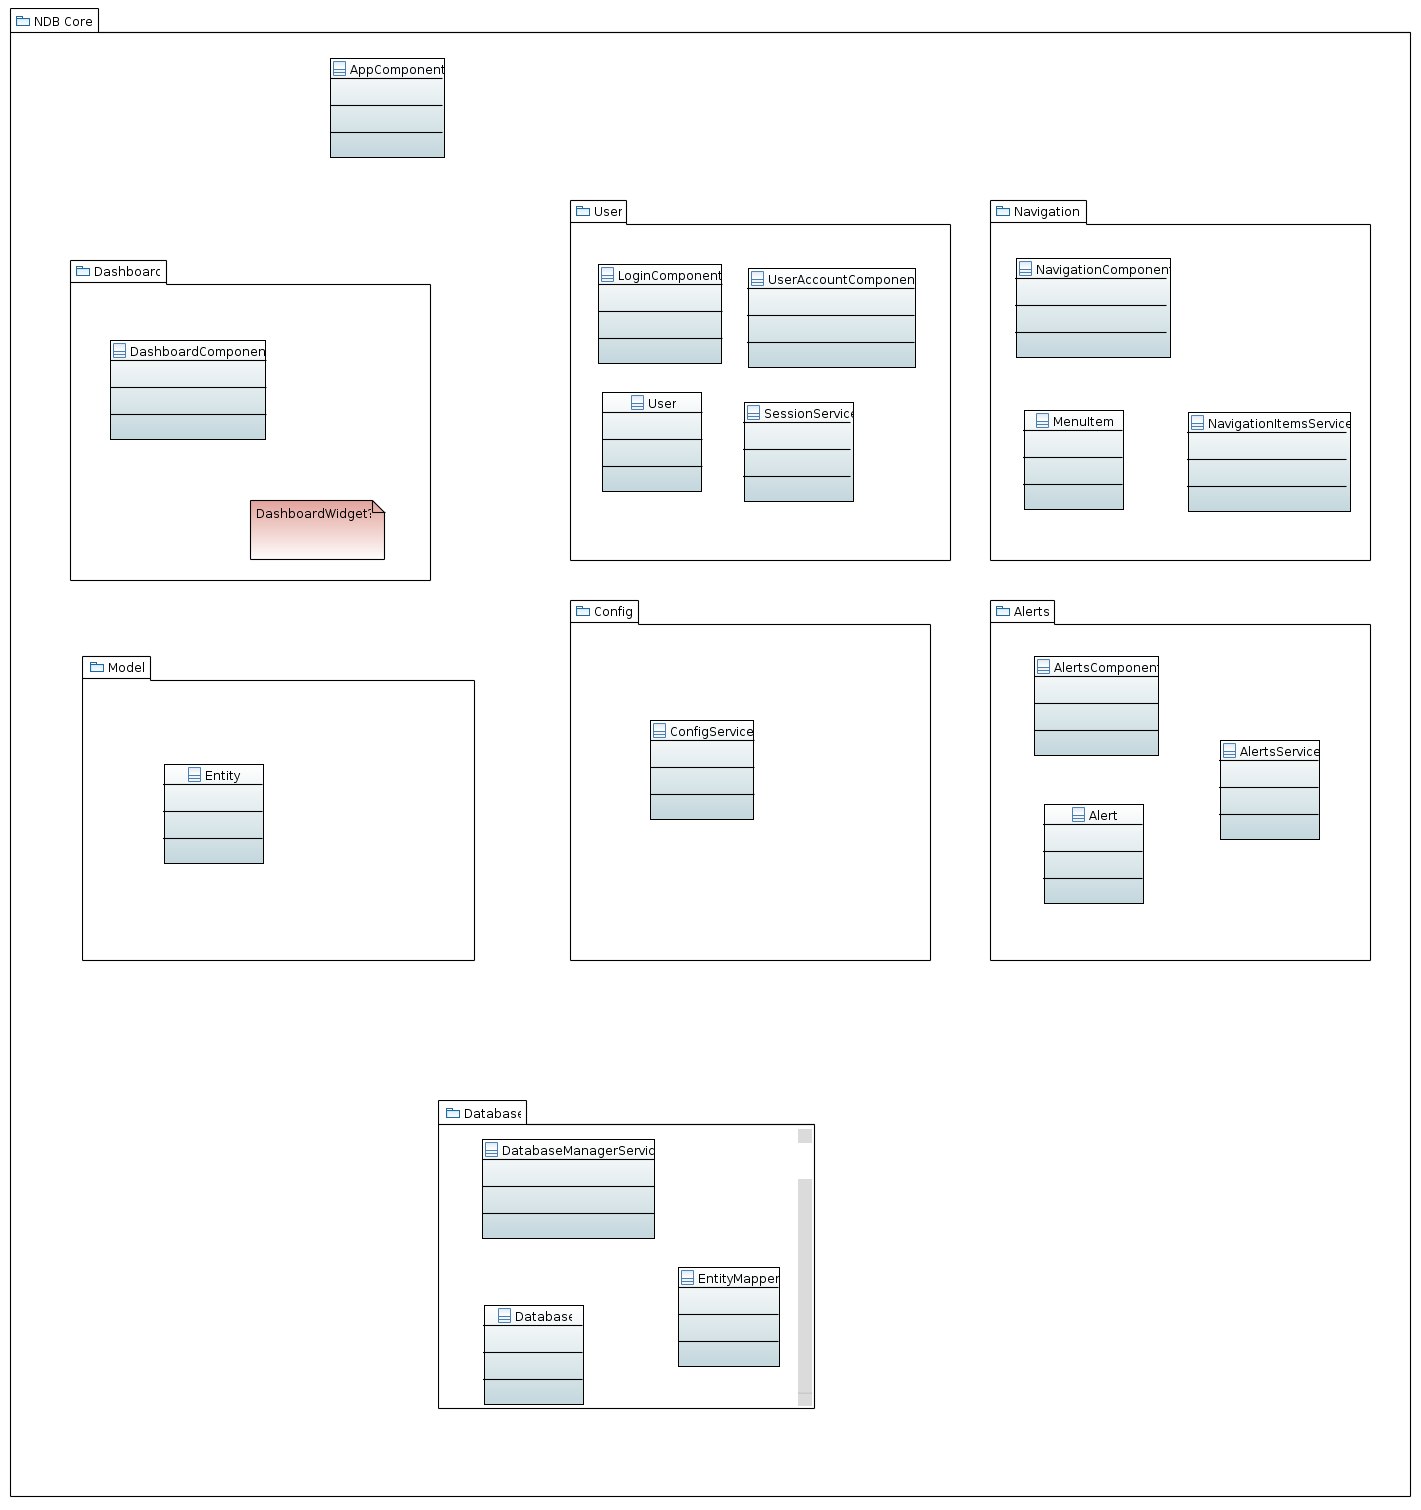 NDB Core
AppComponent
User
Navigation
Dashboard
LoginComponent
UserAccountComponen
NavigationComponent
DashboardComponen
User
SessionService
MenuItem
NavigationItemsService
DashboardWidget?
Config
Alerts
Model
AlertsComponent
ConfigService
AlertsService
Entity
Alert
Database
DatabaseManagerServic
EntityMapper
Database